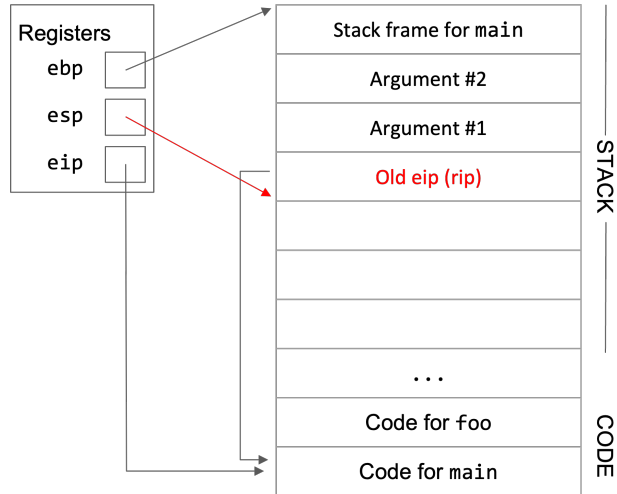 Registers
ebp
esp
eip
Stack frame for main
Argument #2
Argument #1
Old eip (rip)
...
Code for foo
Code for main
STACK
CODE